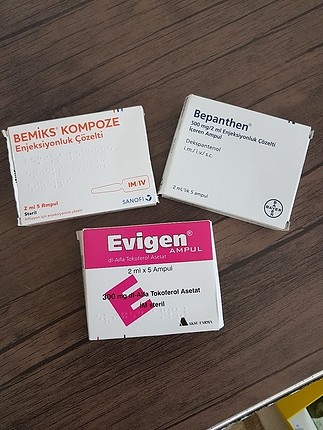 BEMİKS® KOMPOZE
Enjeksiyonluk Çözelti
IM/IV
2 ml 5 Ampul
Steril
SANOFI
Bepanthen®
500 mg/2 ml Enjeksiyonluk Çözelti
İçeren Ampul
Dekspantenol
i.m./ i.v./ s.c.
2 mL'lik 5 ampul
BAYER
Evigen®
AMPUL
dl-Alfa Tokoferol Asetat
2 ml x 5 Ampul
300 mg dl-Alfa Tokoferol Asetat
IM steril
E
AKSU FARMA